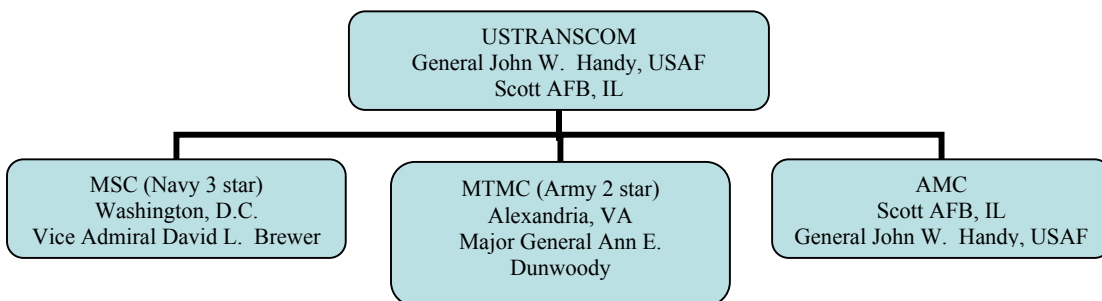 USTRANSCOM
General John W.  Handy, USAF
Scott AFB, IL
MSC (Navy 3 star)
Washington, D.C.
Vice Admiral David L.  Brewer
MTMC (Army 2 star)
Alexandria, VA
Major General Ann E.
Dunwoody
AMC
Scott AFB, IL
General John W.  Handy, USAF